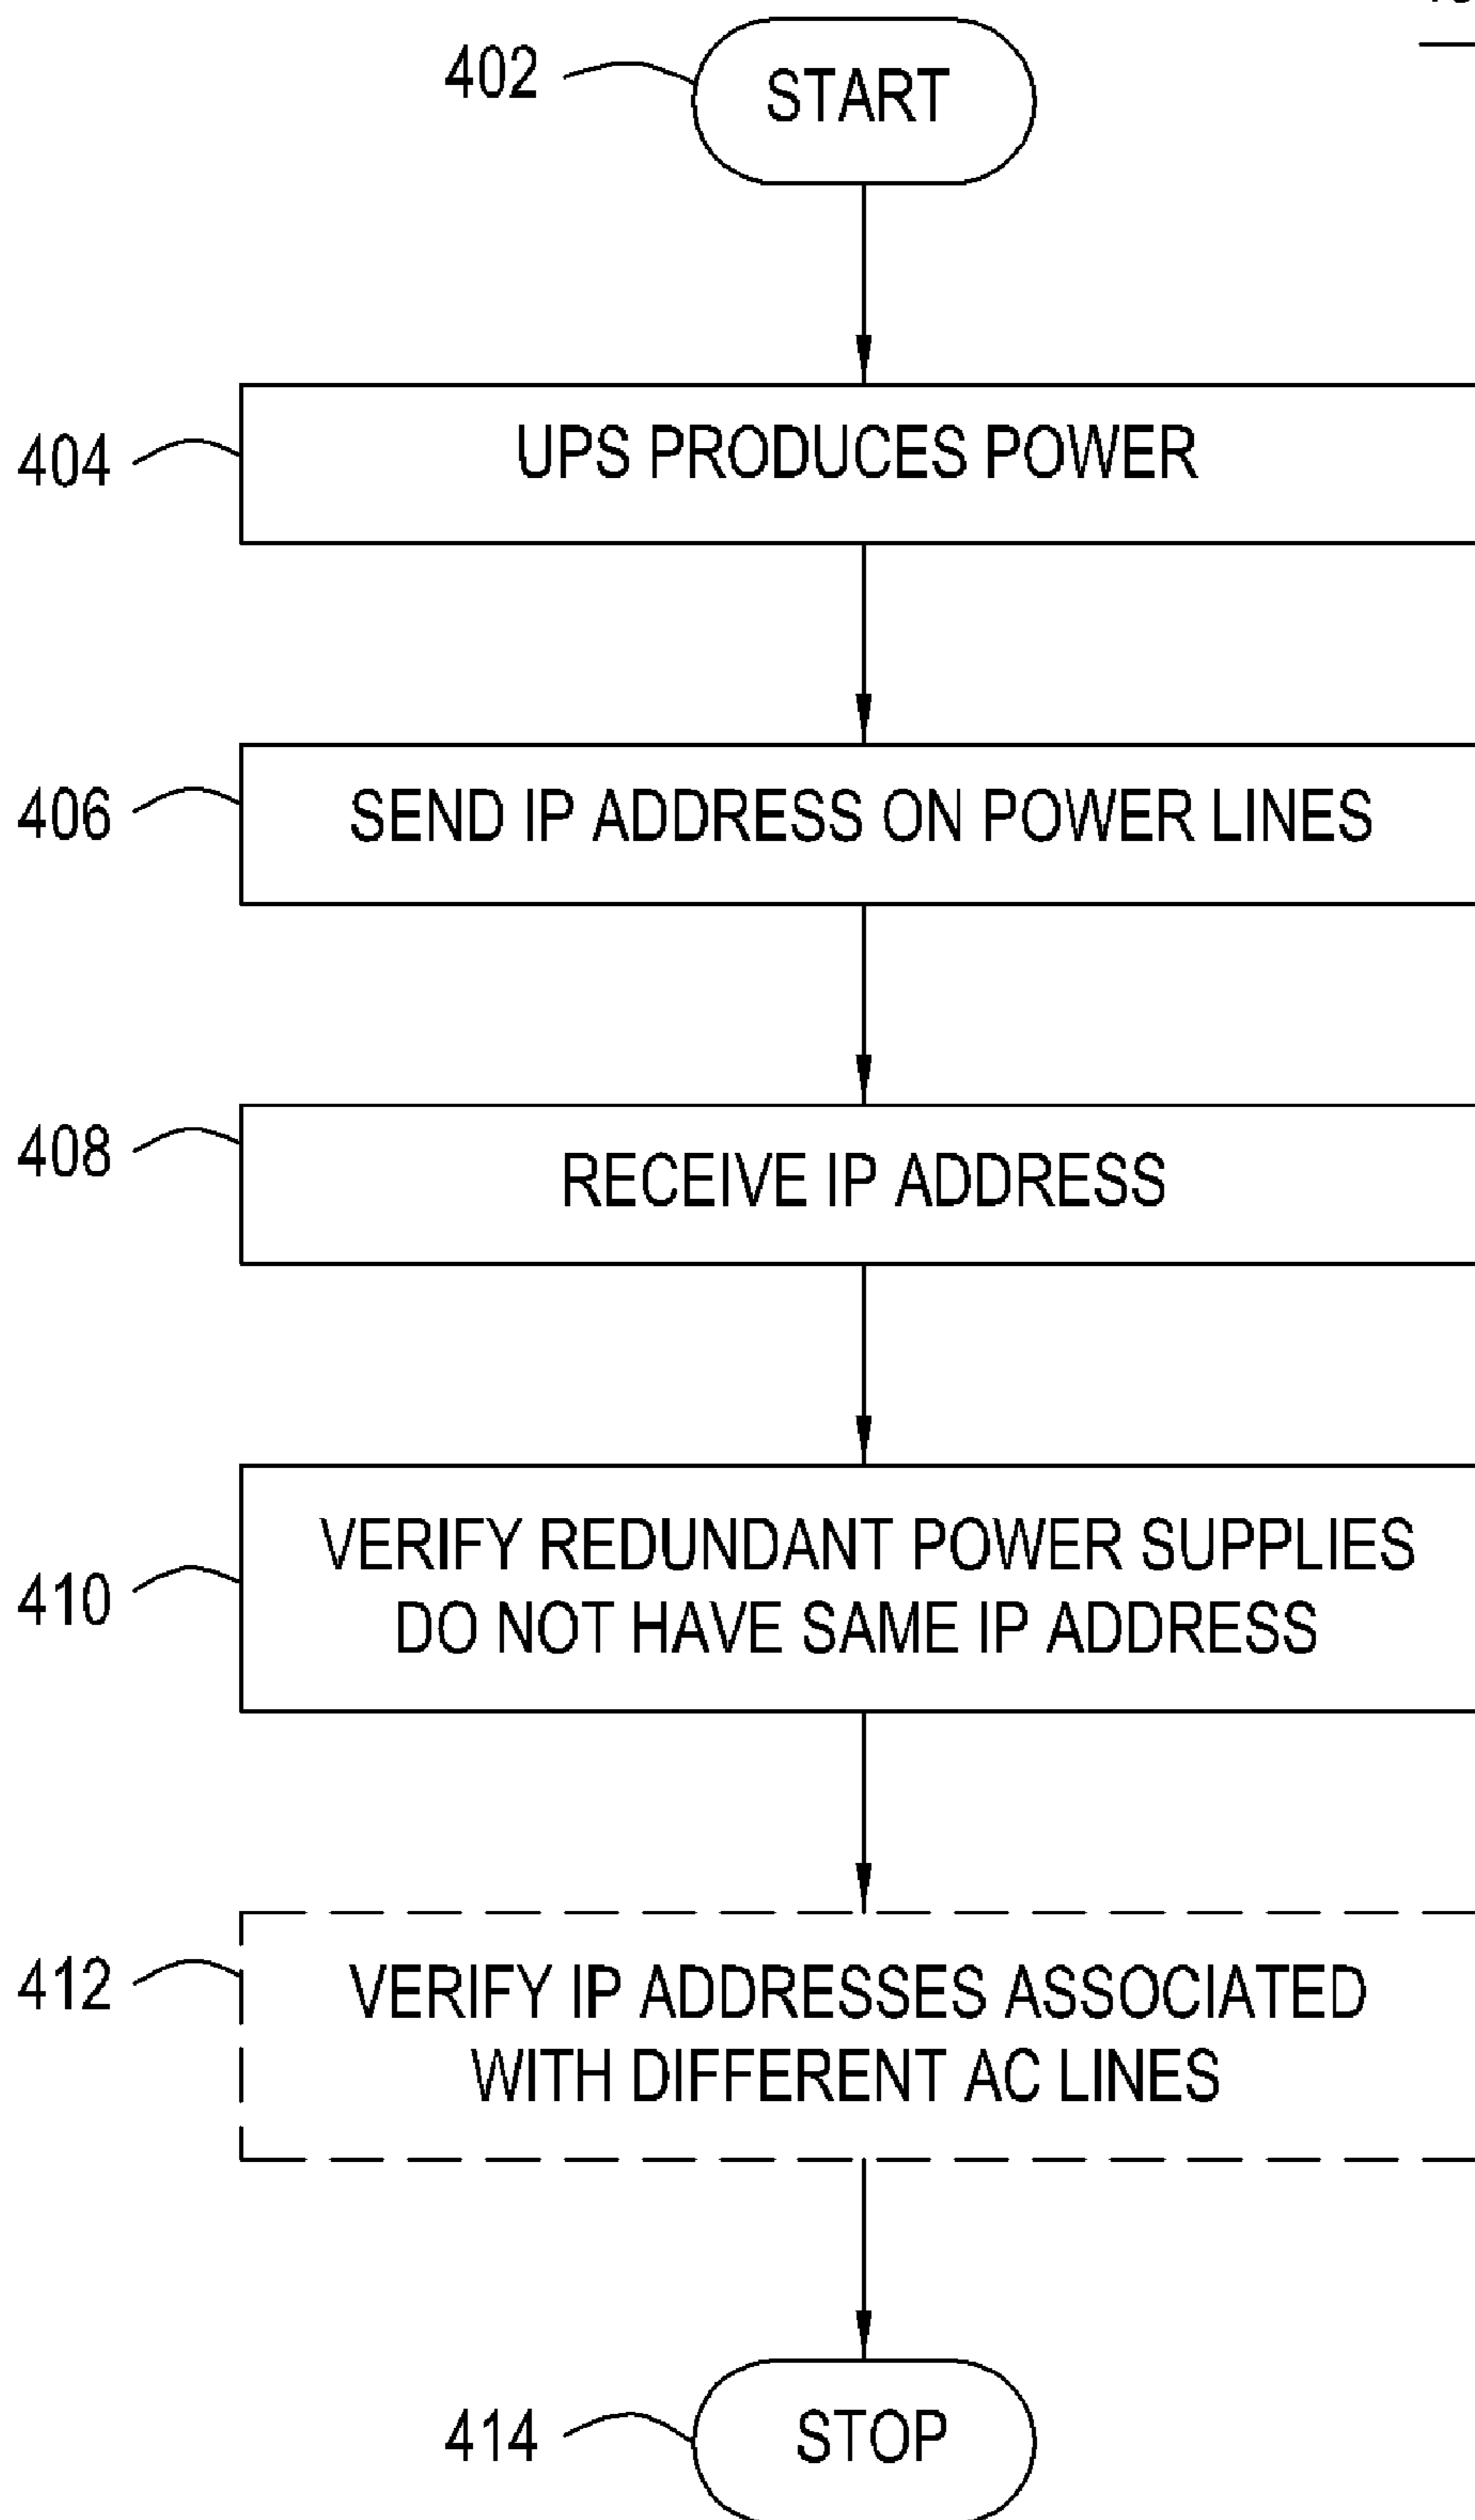 402
START
404
UPS PRODUCES POWER
406
SEND IP ADDRESS ON POWER LINES
408
RECEIVE IP ADDRESS
410
VERIFY REDUNDANT POWER SUPPLIES
DO NOT HAVE SAME IP ADDRESS
412
VERIFY IP ADDRESSES ASSOCIATED
WITH DIFFERENT AC LINES
414
STOP